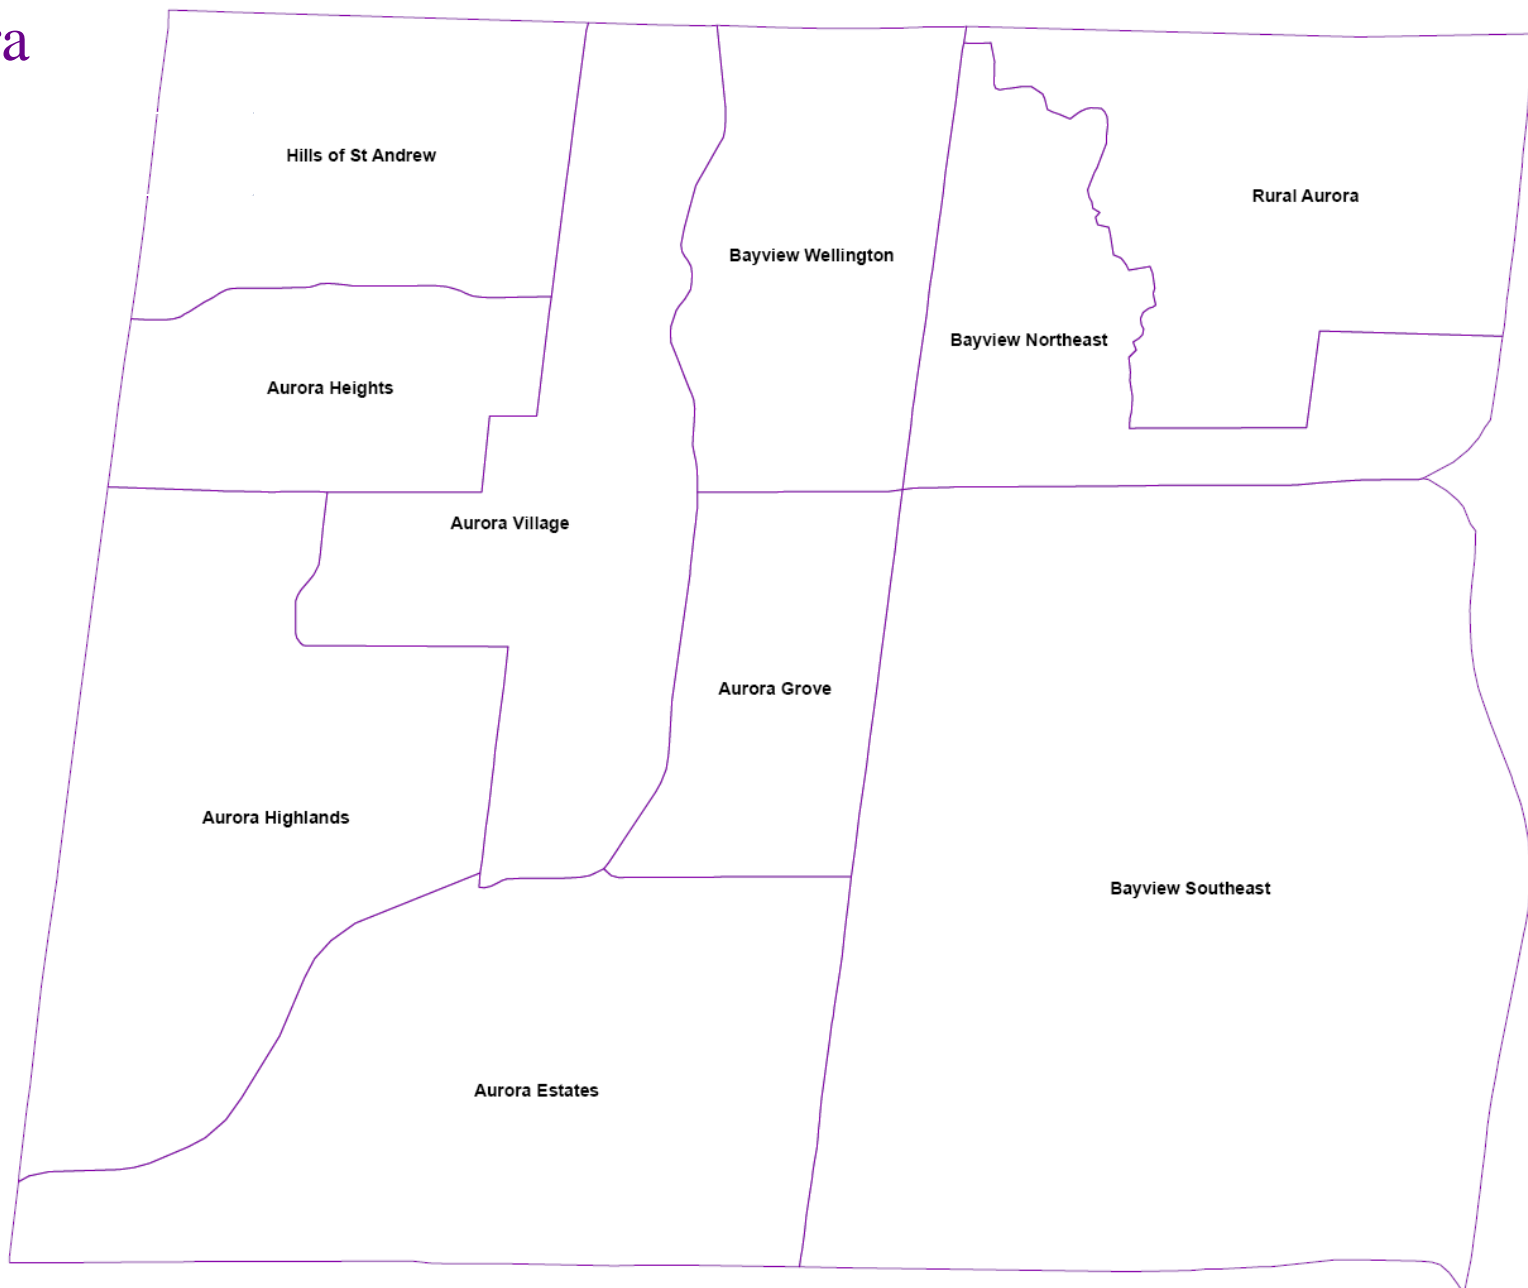 ra
Hills of St Andrew
Rural Aurora
Bayview Wellington
Bayview Northeast
Aurora Heights
Aurora Village
Aurora Grove
Aurora Highlands
Bayview Southeast
Aurora Estates